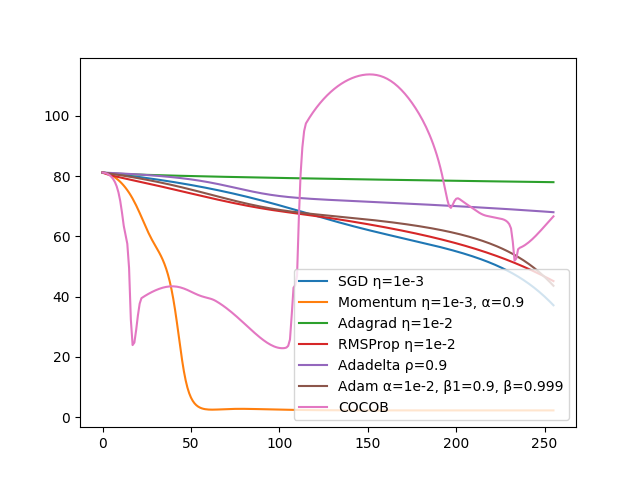 100
80
60
40
20
0
SGD η=1e-3
Momentum η=1e-3, α=0.9
Adagrad η=1e-2
RMSProp η=1e-2
Adadelta ρ=0.9
Adam α=1e-2, β1=0.9, β=0.999
COCOB
0 50 100 150 200 250